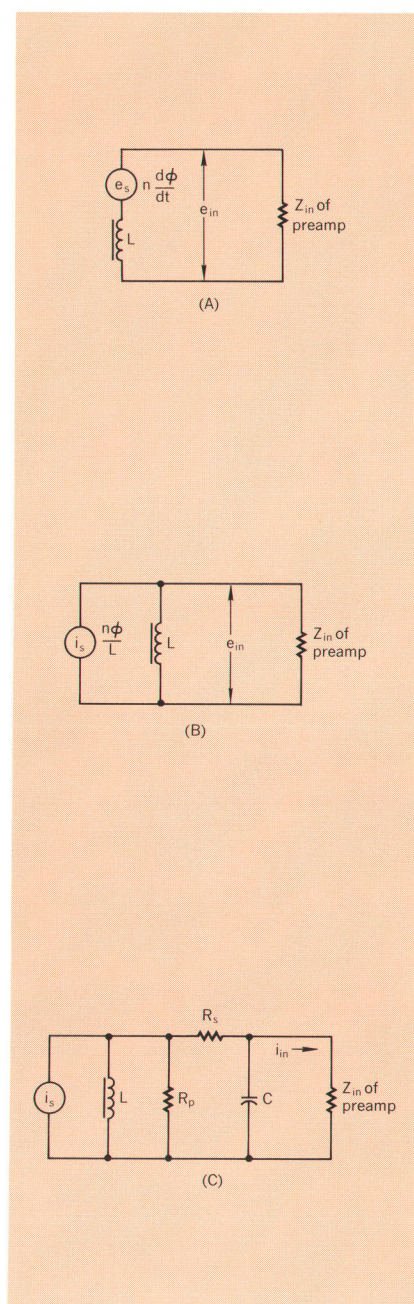 e_s n dϕ/dt
L
e_in
Z_in of
preamp
(A)
i_s nϕ/L
L
e_in
Z_in of
preamp
(B)
R_s
i_in
i_s
L
R_p
C
Z_in of
preamp
(C)